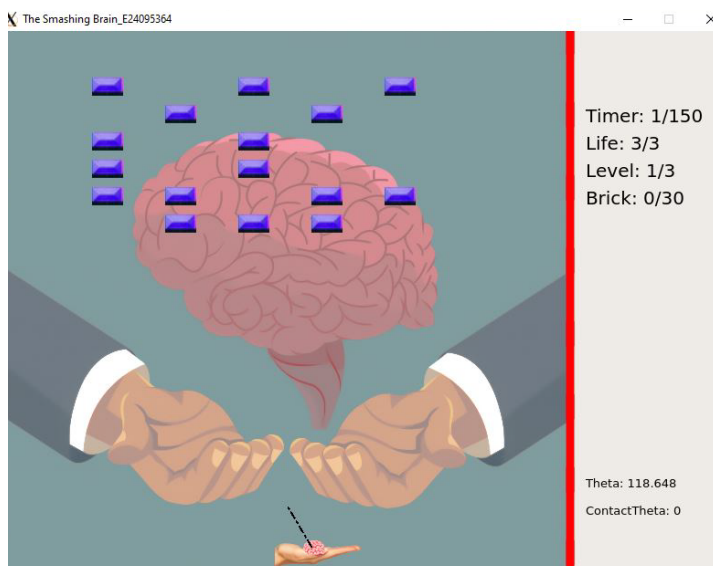 The Smashing Brain_E24095364
Timer: 1/150
Life: 3/3
Level: 1/3
Brick: 0/30
Theta: 118.648
ContactTheta: 0